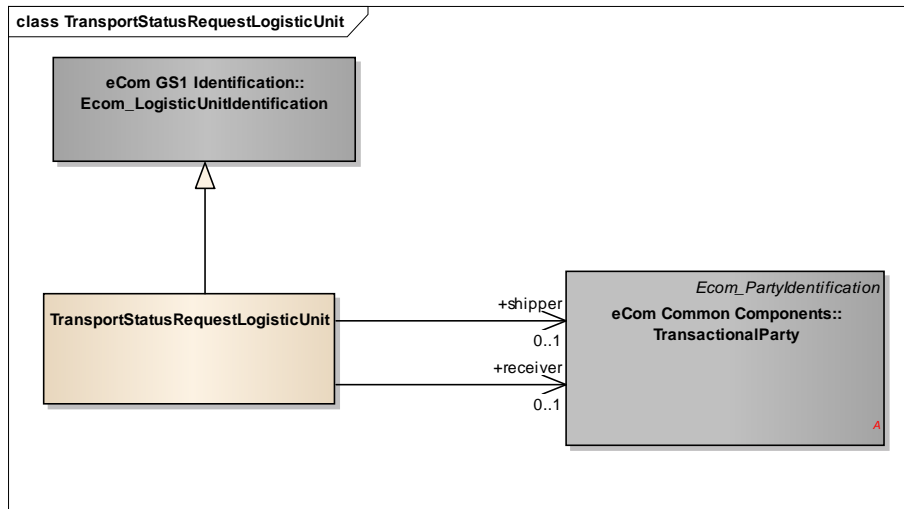 class TransportStatusRequestLogisticUnit
eCom GS1 Identification::
Ecom_LogisticUnitIdentification
TransportStatusRequestLogisticUnit
+shipper
0..1
+receiver
0..1
Ecom_PartyIdentification
eCom Common Components::
TransactionalParty
A